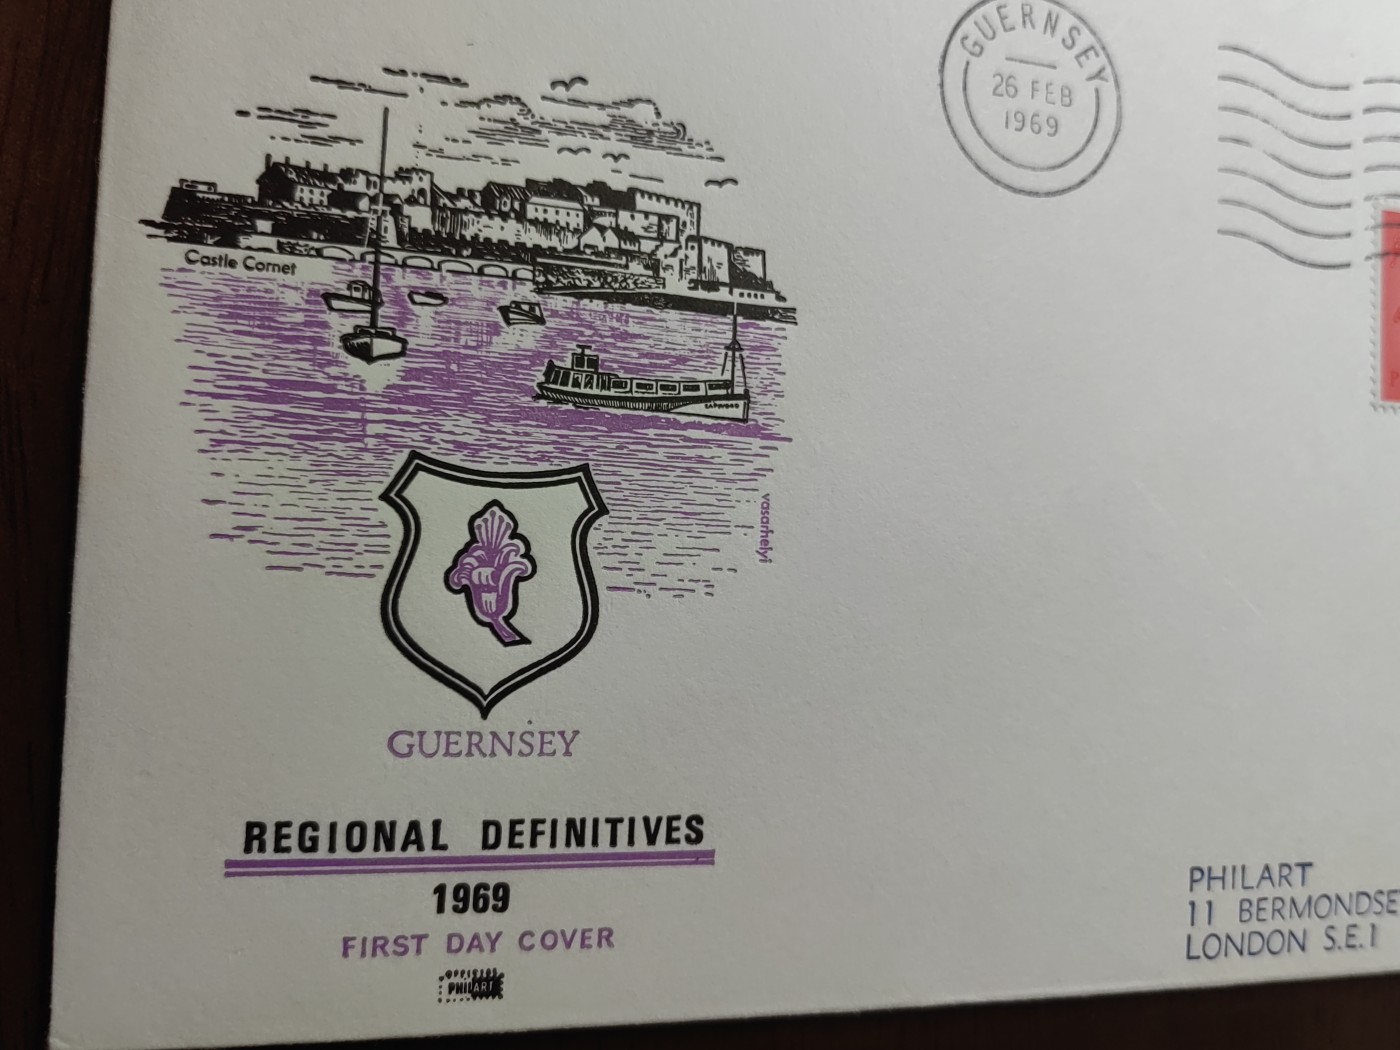 GUERNSEY
26 FEB
1969
Castle Cornet
vasarhelyi
GUERNSEY
REGIONAL DEFINITIVES
1969
FIRST DAY COVER
OFFICIAL
PHILART
PHILART
11 BERMONDSE
LONDON S.E.1